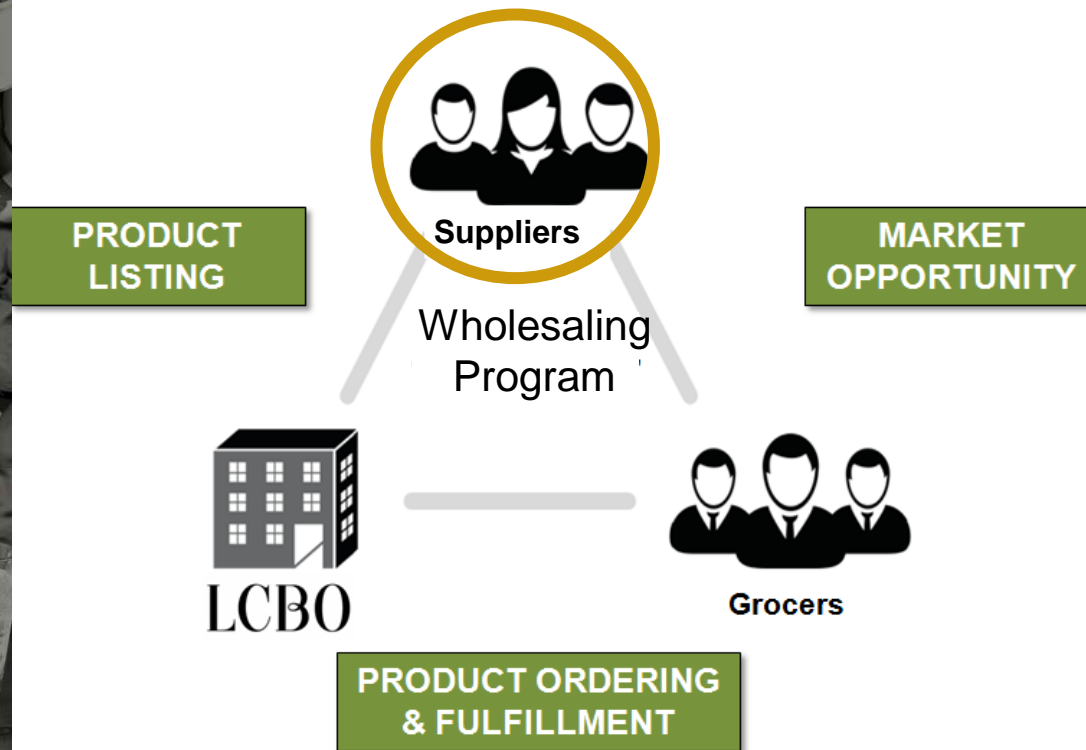 Suppliers
PRODUCT
LISTING
MARKET
OPPORTUNITY
Wholesaling
Program
LCBO
Grocers
PRODUCT ORDERING
& FULFILLMENT